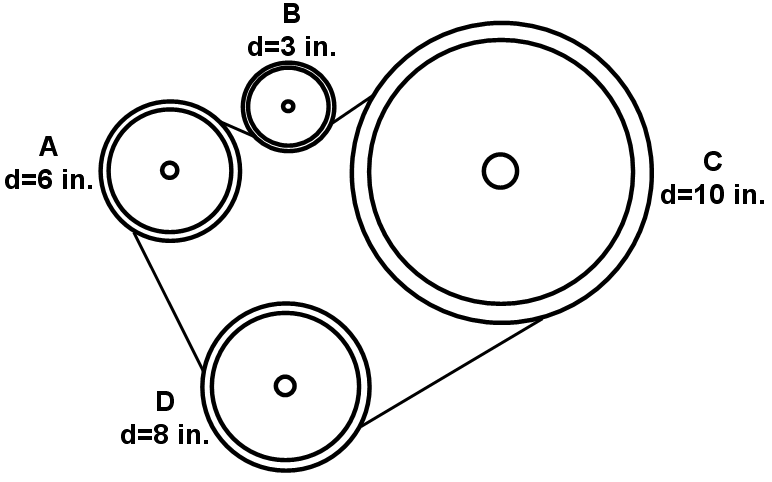 B
d=3 in.
A
d=6 in.
C
d=10 in.
D
d=8 in.